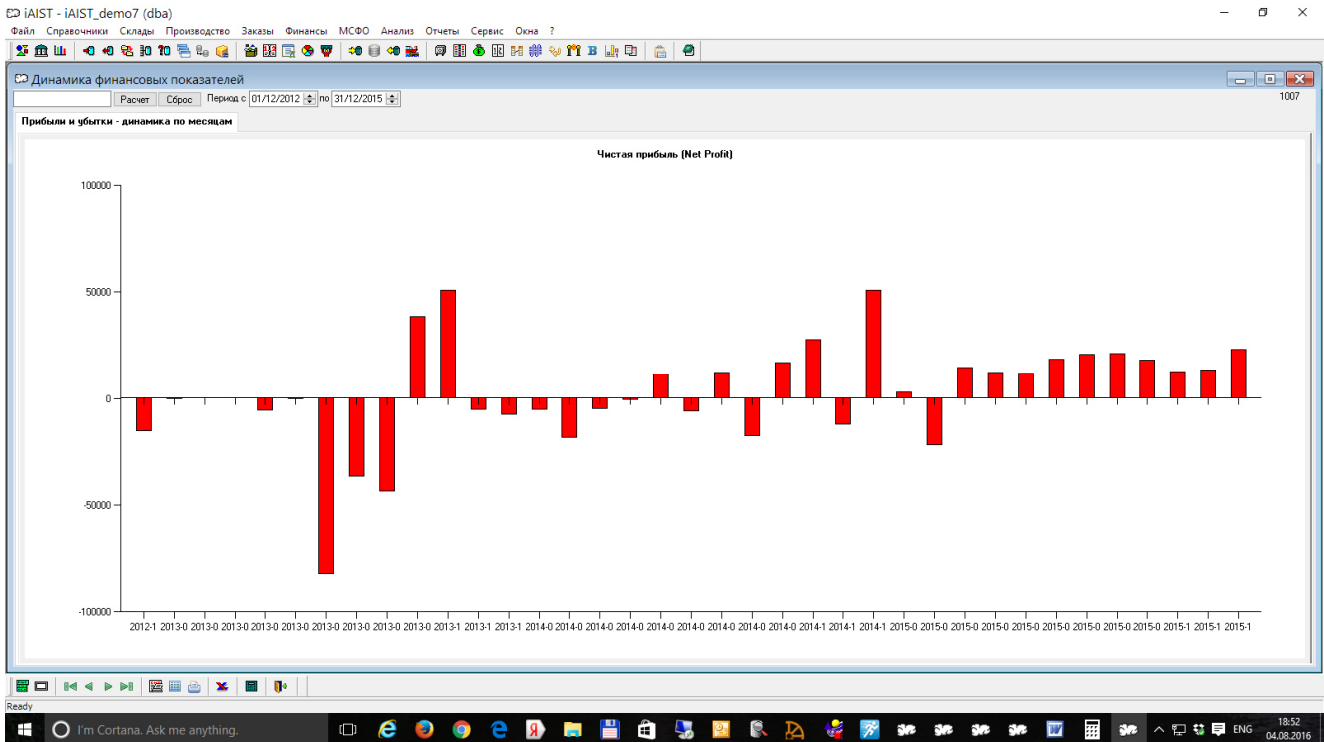 iAIST - iAIST_demo7 (dba)
Файл Справочники Склады Производство Заказы Финансы МСФО Анализ Отчеты Сервис Окна ?
Динамика финансовых показателей
Расчет Сброс Период с 01/12/2012 по 31/12/2015 1007
Прибыли и убытки - динамика по месяцам
Чистая прибыль (Net Profit)
100000
50000
0
-50000
-100000
2012-1 2013-0 2013-0 2013-0 2013-0 2013-0 2013-0 2013-0 2013-0 2013-0 2013-1 2013-1 2013-1 2014-0 2014-0 2014-0 2014-0 2014-0 2014-0 2014-0 2014-0 2014-0 2014-1 2014-1 2014-1 2015-0 2015-0 2015-0 2015-0 2015-0 2015-0 2015-0 2015-0 2015-0 2015-1 2015-1 2015-1
Ready
I'm Cortana. Ask me anything.
ENG
18:52
04.08.2016